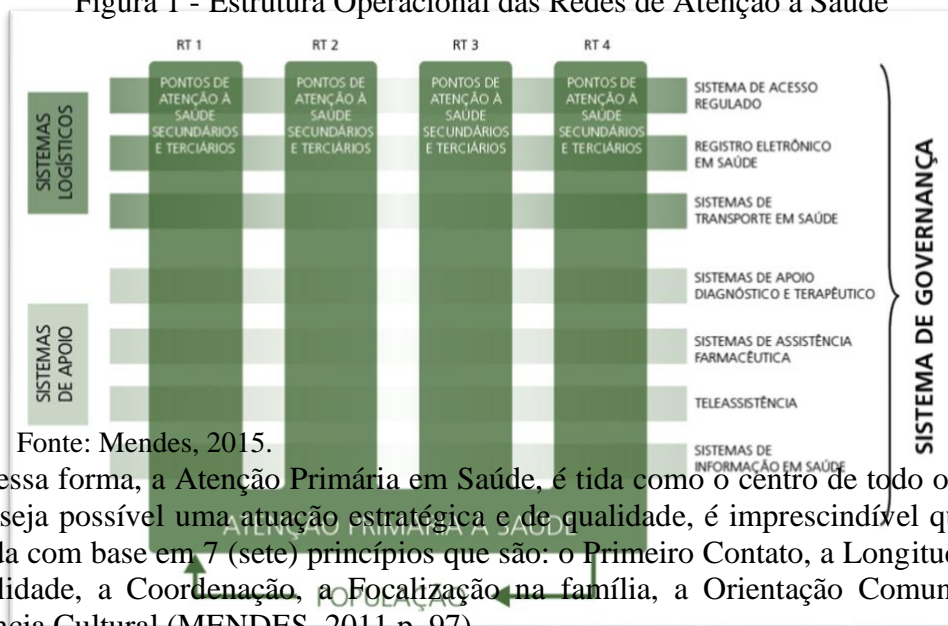 Figura 1 - Estrutura Operacional das Redes de Atenção à Saúde
RT 1
RT 2
RT 3
RT 4
PONTOS DE
ATENÇÃO À
SAÚDE
SECUNDÁRIOS
E TERCIÁRIOS
PONTOS DE
ATENÇÃO À
SAÚDE
SECUNDÁRIOS
E TERCIÁRIOS
PONTOS DE
ATENÇÃO À
SAÚDE
SECUNDÁRIOS
E TERCIÁRIOS
PONTOS DE
ATENÇÃO À
SAÚDE
SECUNDÁRIOS
E TERCIÁRIOS
SISTEMAS
LOGÍSTICOS
SISTEMA DE ACESSO
REGULADO
REGISTRO ELETRÔNICO
EM SAÚDE
SISTEMAS DE
TRANSPORTE EM SAÚDE
SISTEMAS
DE APOIO
SISTEMAS DE APOIO
DIAGNÓSTICO E TERAPÊUTICO
SISTEMAS DE ASSISTÊNCIA
FARMACÊUTICA
TELEASSISTÊNCIA
SISTEMAS DE
INFORMAÇÃO EM SAÚDE
SISTEMA DE GOVERNANÇA
ATENÇÃO PRIMÁRIA À SAÚDE
POPULAÇÃO
Fonte: Mendes, 2015.
essa forma, a Atenção Primária em Saúde, é tida como o centro de todo o
seja possível uma atuação estratégica e de qualidade, é imprescindível
com base em 7 (sete) princípios que são: o Primeiro Contato, a
a Coordenação, a Focalização na família, a Orientação
Cultural (MENDES, 2011 p. 97)